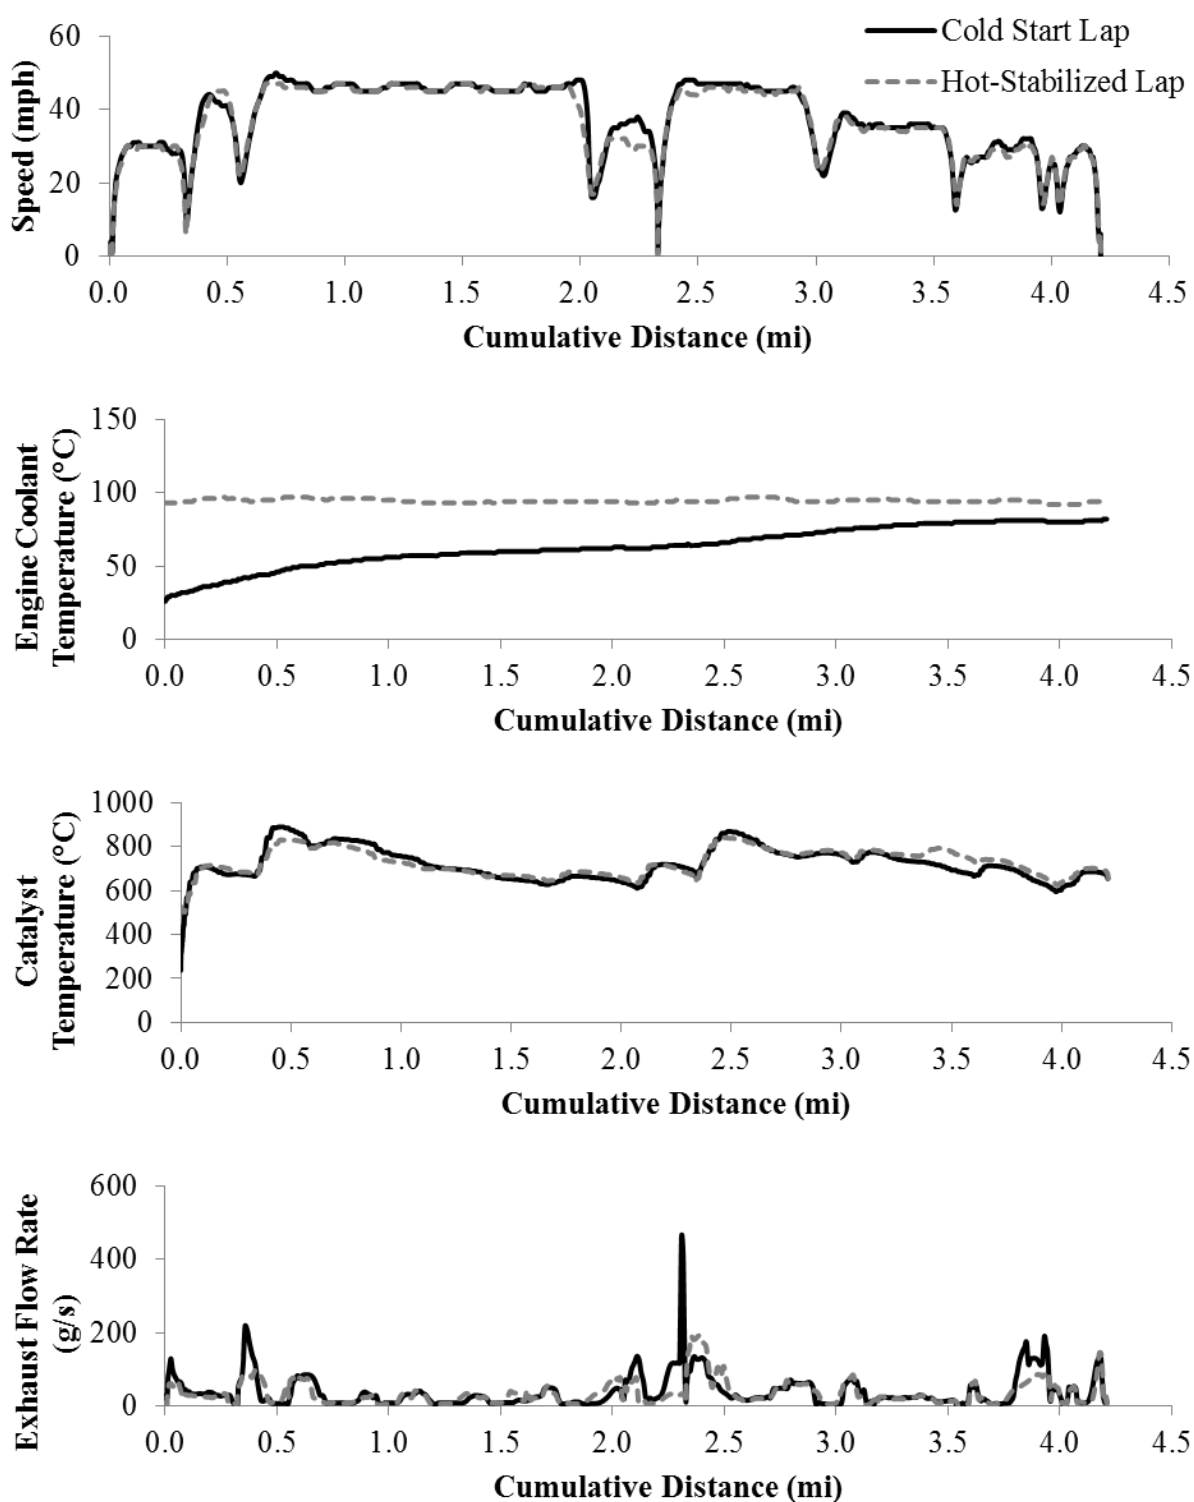 Cold Start Lap
Hot-Stabilized Lap
Speed (mph)
60
40
20
0
0.0 0.5 1.0 1.5 2.0 2.5 3.0 3.5 4.0 4.5
Cumulative Distance (mi)
Engine Coolant
Temperature (°C)
150
100
50
0
0.0 0.5 1.0 1.5 2.0 2.5 3.0 3.5 4.0 4.5
Cumulative Distance (mi)
Catalyst
Temperature (°C)
1000
800
600
400
200
0
0.0 0.5 1.0 1.5 2.0 2.5 3.0 3.5 4.0 4.5
Cumulative Distance (mi)
Exhaust Flow Rate
(g/s)
600
400
200
0
0.0 0.5 1.0 1.5 2.0 2.5 3.0 3.5 4.0 4.5
Cumulative Distance (mi)